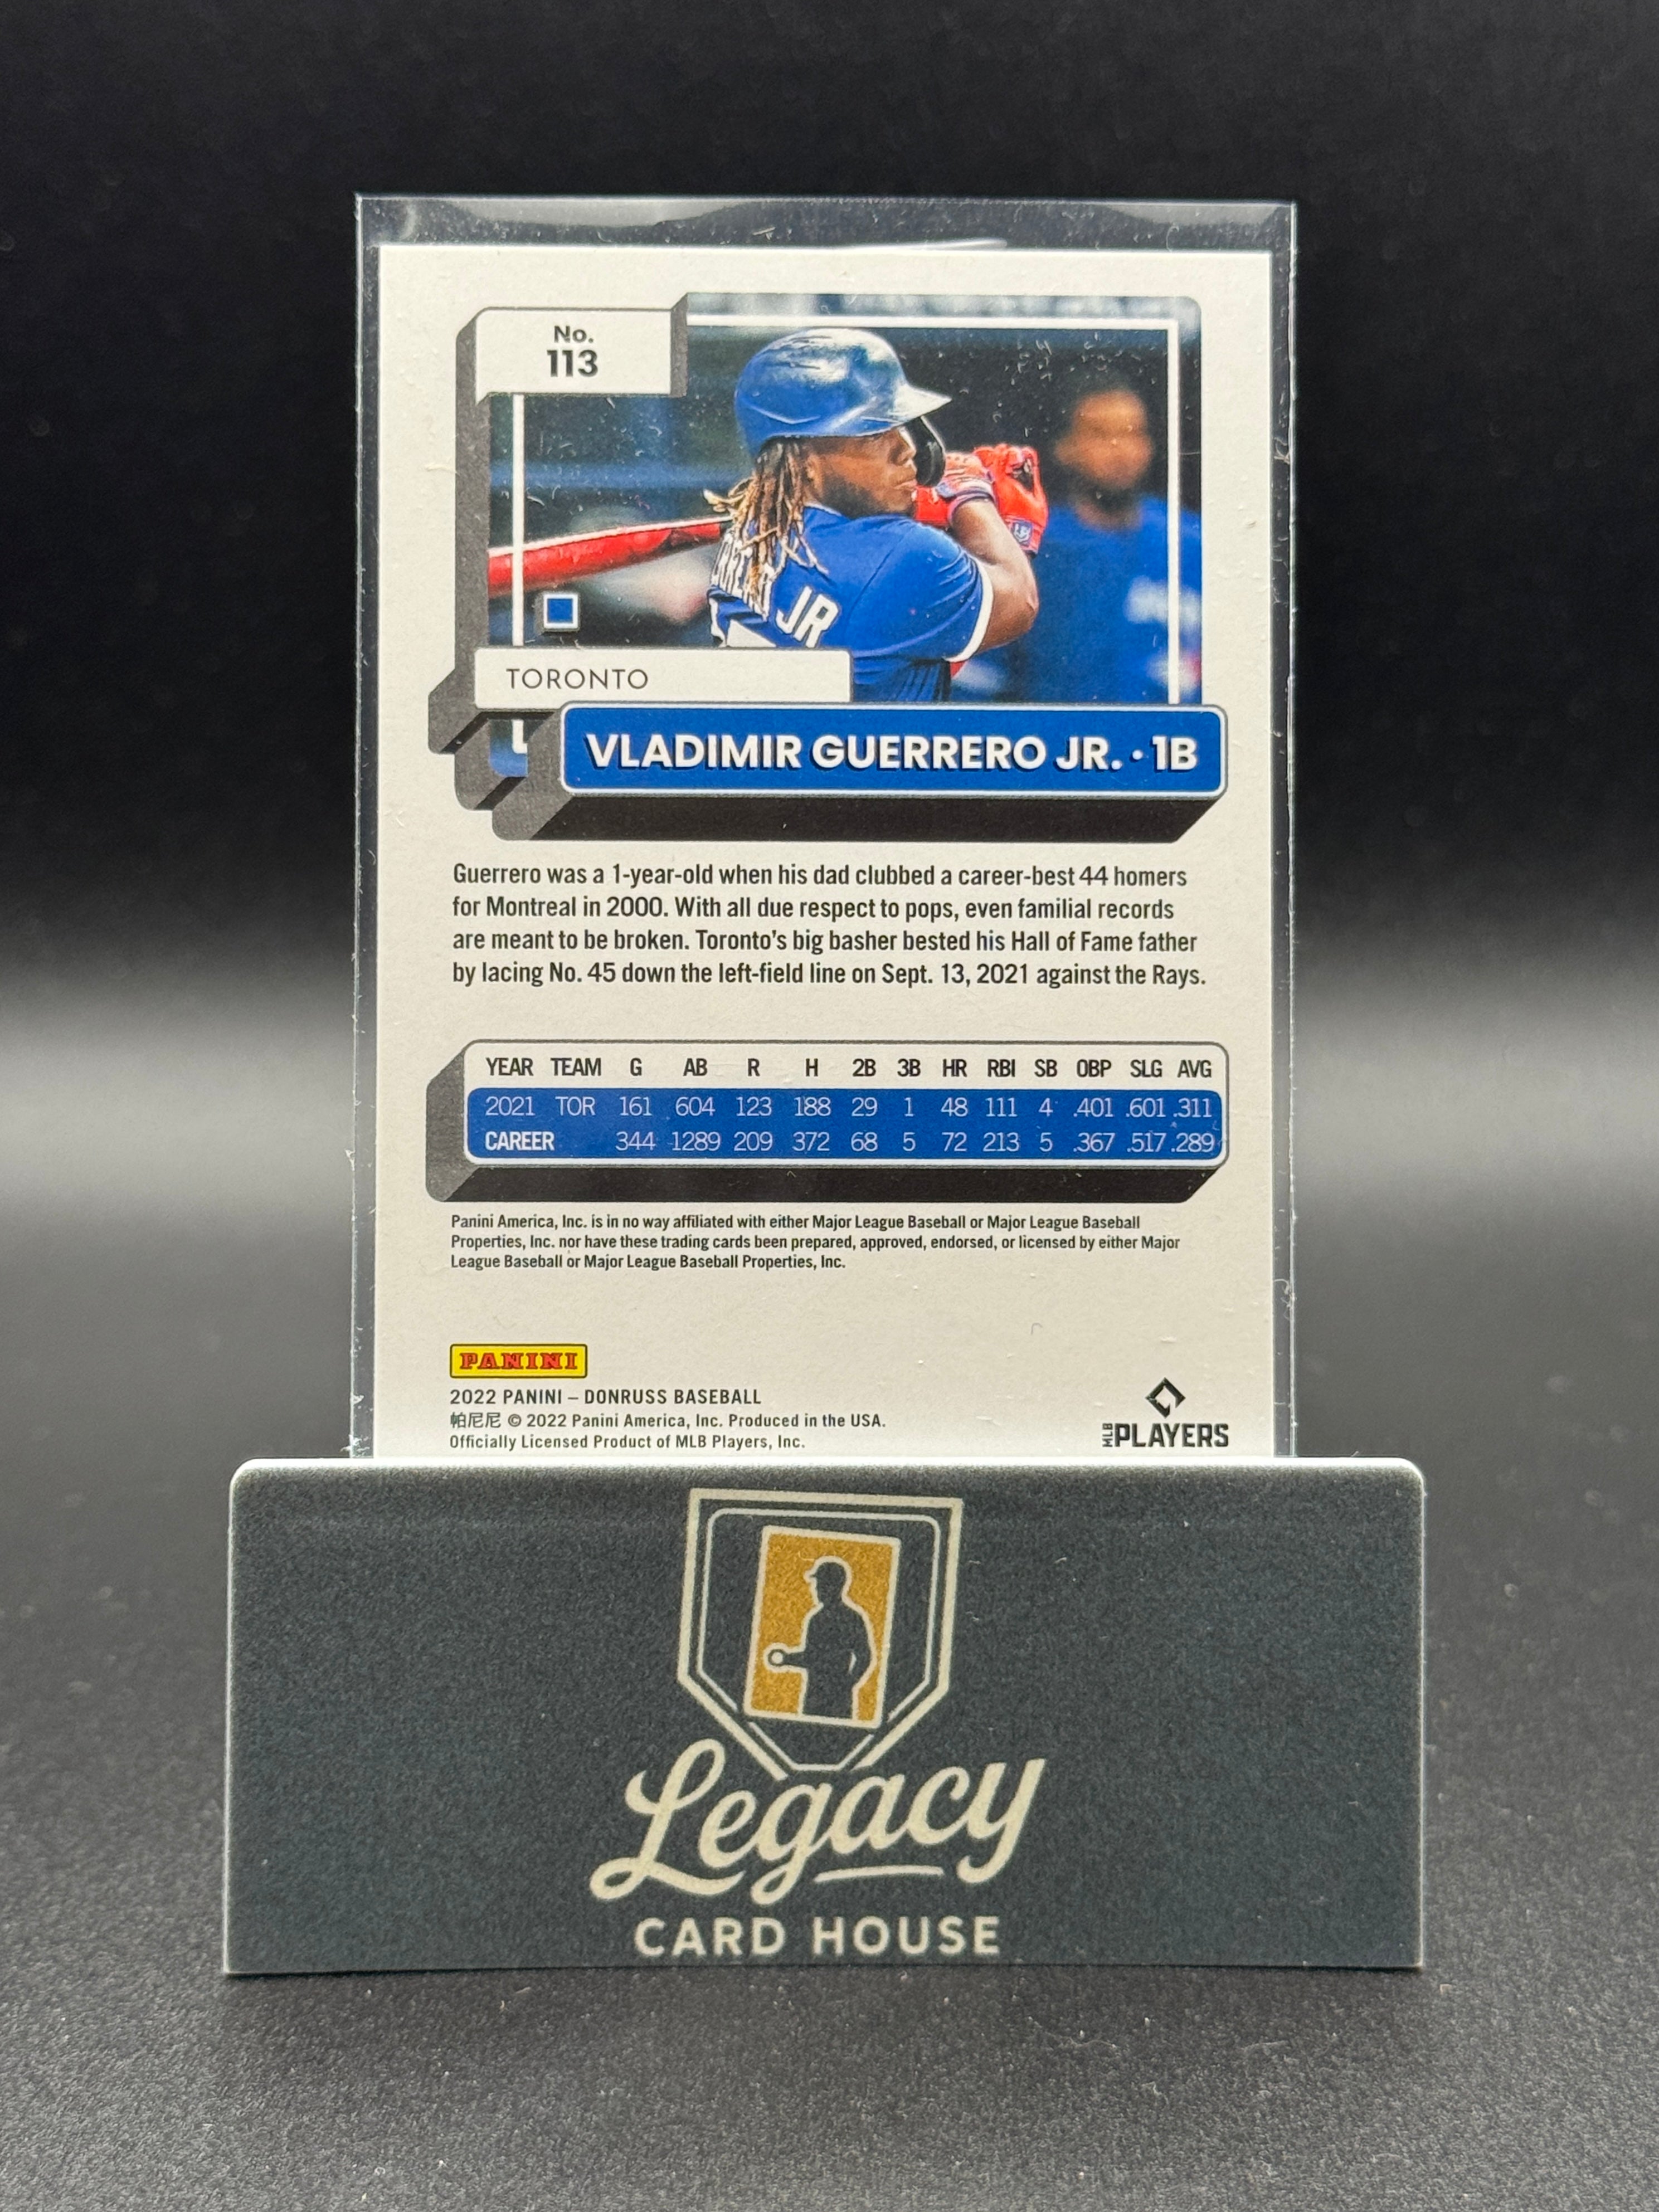 No.
113
JR
TORONTO
VLADIMIR GUERRERO JR. · 1B
Guerrero was a 1-year-old when his dad clubbed a career-best 44 homers
for Montreal in 2000. With all due respect to pops, even familial records
are meant to be broken. Toronto's big basher bested his Hall of Fame father
by lacing No. 45 down the left-field line on Sept. 13, 2021 against the Rays.
YEAR TEAM G AB R H 2B 3B HR RBI SB OBP SLG AVG
2021 TOR 161 604 123 188 29 1 48 111 4 .401 .601 .311
CAREER 344 1289 209 372 68 5 72 213 5 .367 .517 .289
Panini America, Inc. is in no way affiliated with either Major League Baseball or Major League Baseball
Properties, Inc. nor have these trading cards been prepared, approved, endorsed, or licensed by either Major
League Baseball or Major League Baseball Properties, Inc.
PANINI
2022 PANINI – DONRUSS BASEBALL
帕尼尼 © 2022 Panini America, Inc. Produced in the USA.
Officially Licensed Product of MLB Players, Inc.
MLB PLAYERS
Legacy
CARD HOUSE